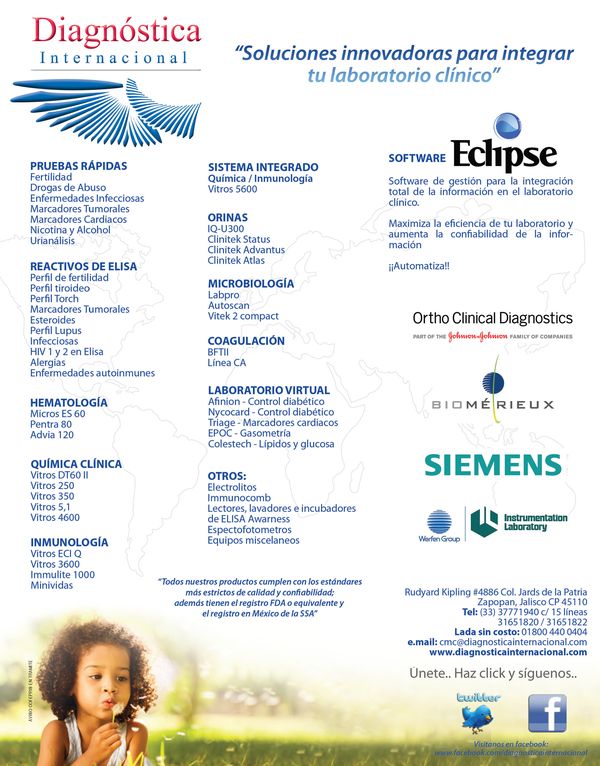 Diagnóstica
Internacional
“Soluciones innovadoras para integrar
tu laboratorio clínico”
PRUEBAS RÁPIDAS
Fertilidad
Drogas de Abuso
Enfermedades Infecciosas
Marcadores Tumorales
Marcadores Cardiacos
Nicotina y Alcohol
Urianálisis
REACTIVOS DE ELISA
Perfil de fertilidad
Perfil tiroideo
Perfil Torch
Marcadores Tumorales
Esteroides
Perfil Lupus
Infecciosas
HIV 1 y 2 en Elisa
Alergias
Enfermedades autoinmunes
HEMATOLOGÍA
Micros ES 60
Pentra 80
Advia 120
QUÍMICA CLÍNICA
Vitros DT60 II
Vitros 250
Vitros 350
Vitros 5,1
Vitros 4600
INMUNOLOGÍA
Vitros ECI Q
Vitros 3600
Immulite 1000
Minividas
SISTEMA INTEGRADO
Química / Inmunología
Vitros 5600
ORINAS
IQ-U300
Clinitek Status
Clinitek Advantus
Clinitek Atlas
MICROBIOLOGÍA
Labpro
Autoscan
Vitek 2 compact
COAGULACIÓN
BFTII
Línea CA
LABORATORIO VIRTUAL
Afinion - Control diabético
Nycocard - Control diabético
Triage - Marcadores cardiacos
EPOC - Gasometría
Colestech - Lípidos y glucosa
OTROS:
Electrolitos
Immunocomb
Lectores, lavadores e incubadores
de ELISA Awarness
Espectofotometros
Equipos miscelaneos
“Todos nuestros productos cumplen con los estándares
más estrictos de calidad y confiabilidad;
además tienen el registro FDA o equivalente y
el registro en México de la SSA”
SOFTWARE Eclipse
Software de gestión para la integración
total de la información en el laboratorio
clínico.
Maximiza la eficiencia de tu laboratorio y
aumenta la confiabilidad de la infor-
mación
¡¡Automatiza!!
Ortho Clinical Diagnostics
PART OF THE Johnson & Johnson FAMILY OF COMPANIES
BIOMÉRIEUX
SIEMENS
Werfen Group
Instrumentation
Laboratory
Rudyard Kipling #4886 Col. Jards de la Patria
Zapopan, Jalisco CP 45110
Tel: (33) 37771940 c/ 15 líneas
31651820 / 31651822
Lada sin costo: 01800 440 0404
e.mail: cmc@diagnosticainternacional.com
www.diagnosticainternacional.com
Únete.. Haz click y síguenos..
twitter
f
Visítanos en facebook:
www.facebook.com/diagnosticainternacional